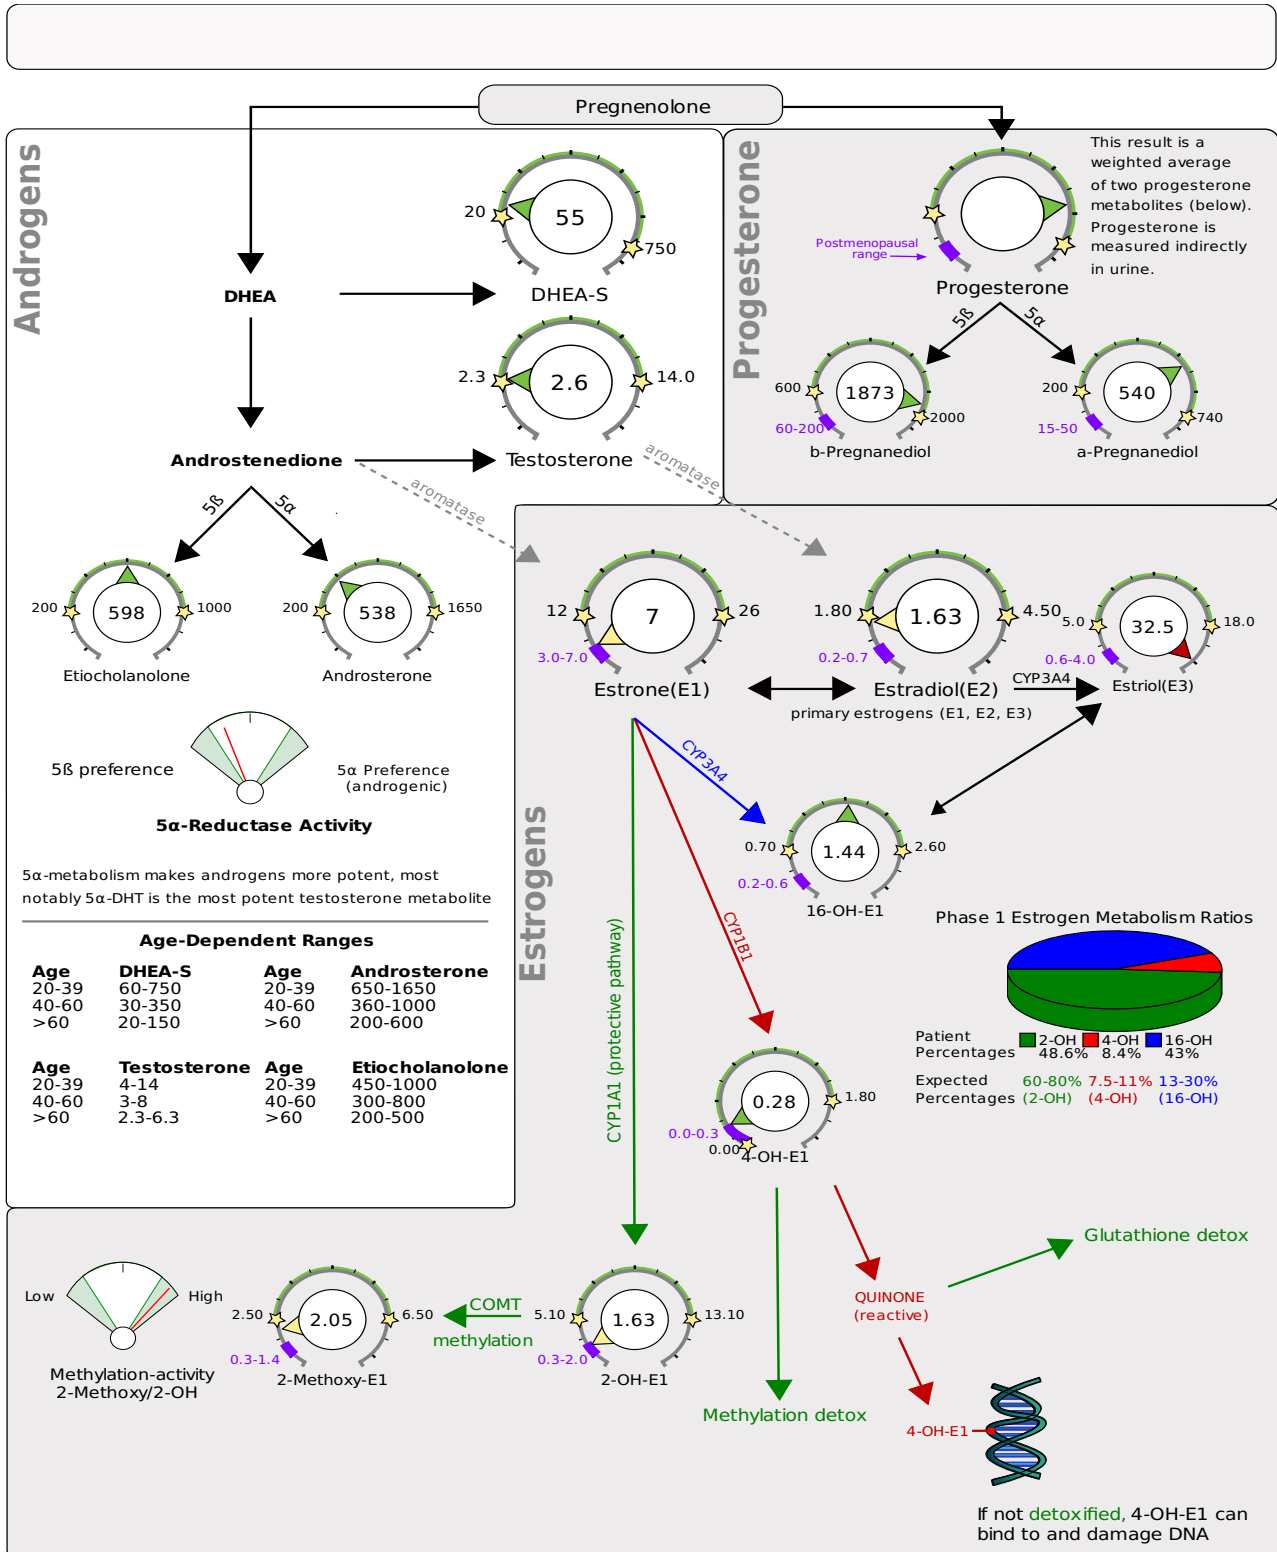 Pregnenolone
Androgens
20
55
750
DHEA-S
DHEA
2.3
2.6
14.0
Testosterone
Androstenedione
aromatase
aromatase
5ß
5α
200
598
1000
Etiocholanolone
200
538
1650
Androsterone
5ß preference
5α Preference
(androgenic)
5α-Reductase Activity
5α-metabolism makes androgens more potent, most
notably 5α-DHT is the most potent testosterone metabolite
Age-Dependent Ranges
Age DHEA-S Age Androsterone
20-39 60-750 20-39 650-1650
40-60 30-350 40-60 360-1000
>60 20-150 >60 200-600
Age Testosterone Age Etiocholanolone
20-39 4-14 20-39 450-1000
40-60 3-8 40-60 300-800
>60 2.3-6.3 >60 200-500
Progesterone
This result is a
weighted average
of two progesterone
metabolites (below).
Progesterone is
measured indirectly
in urine.
Postmenopausal
range
Progesterone
5ß
5α
600
1873
2000
60-200
b-Pregnanediol
200
540
740
15-50
a-Pregnanediol
Estrogens
12
7
26
3.0-7.0
Estrone(E1)
1.80
1.63
4.50
0.2-0.7
Estradiol(E2)
5.0
32.5
18.0
0.6-4.0
CYP3A4
Estriol(E3)
primary estrogens (E1, E2, E3)
CYP3A4
0.70
1.44
2.60
0.2-0.6
16-OH-E1
CYP1B1
CYP1A1 (protective pathway)
Phase 1 Estrogen Metabolism Ratios
Patient
Percentages
2-OH 4-OH 16-OH
48.6% 8.4% 43%
Expected
Percentages
60-80% 7.5-11% 13-30%
(2-OH) (4-OH) (16-OH)
0.28
1.80
0.0-0.3
0.00
4-OH-E1
Glutathione detox
QUINONE
(reactive)
Low
High
Methylation-activity
2-Methoxy/2-OH
2.50
2.05
6.50
0.3-1.4
2-Methoxy-E1
COMT
methylation
5.10
1.63
13.10
0.3-2.0
2-OH-E1
Methylation detox
4-OH-E1
If not detoxified, 4-OH-E1 can
bind to and damage DNA